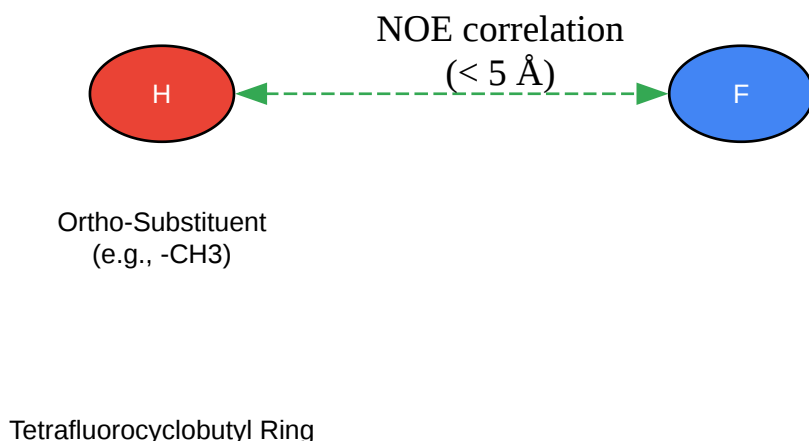 NOE correlation
(< 5 Å)
H
F
Ortho-Substituent
(e.g., -CH3)
Tetrafluorocyclobutyl Ring